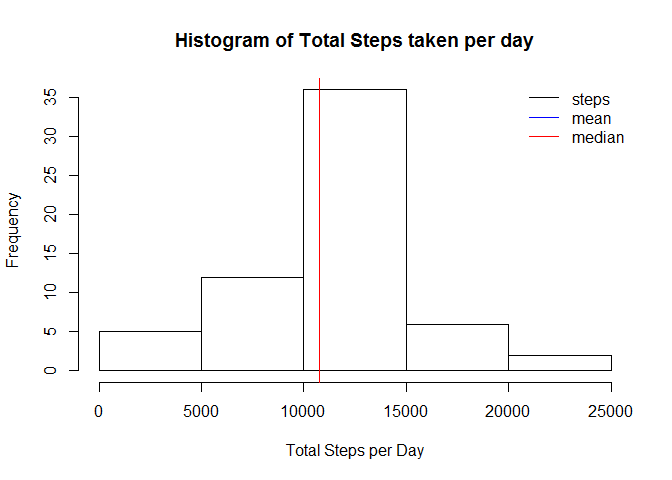 Histogram of Total Steps taken per day
steps
mean
median
Frequency
35
30
25
20
15
10
5
0
0 5000 10000 15000 20000 25000
Total Steps per Day